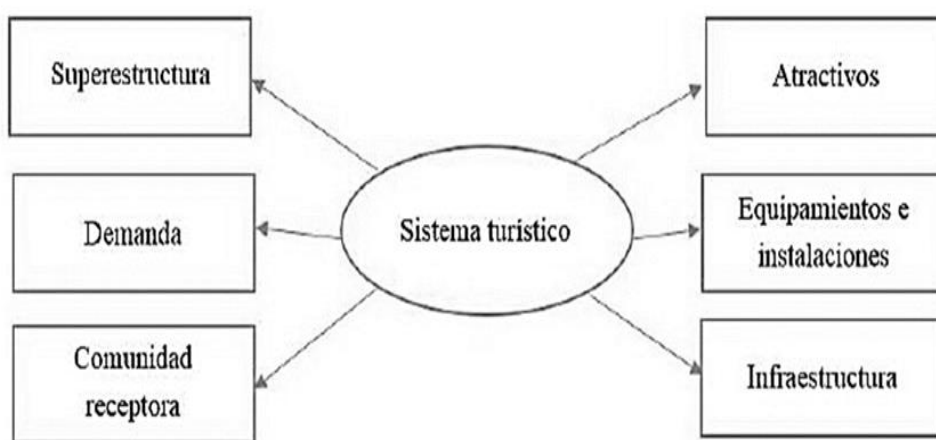 Superestructura
Atractivos
Demanda
Sistema turístico
Equipamientos e
instalaciones
Comunidad
receptora
Infraestructura